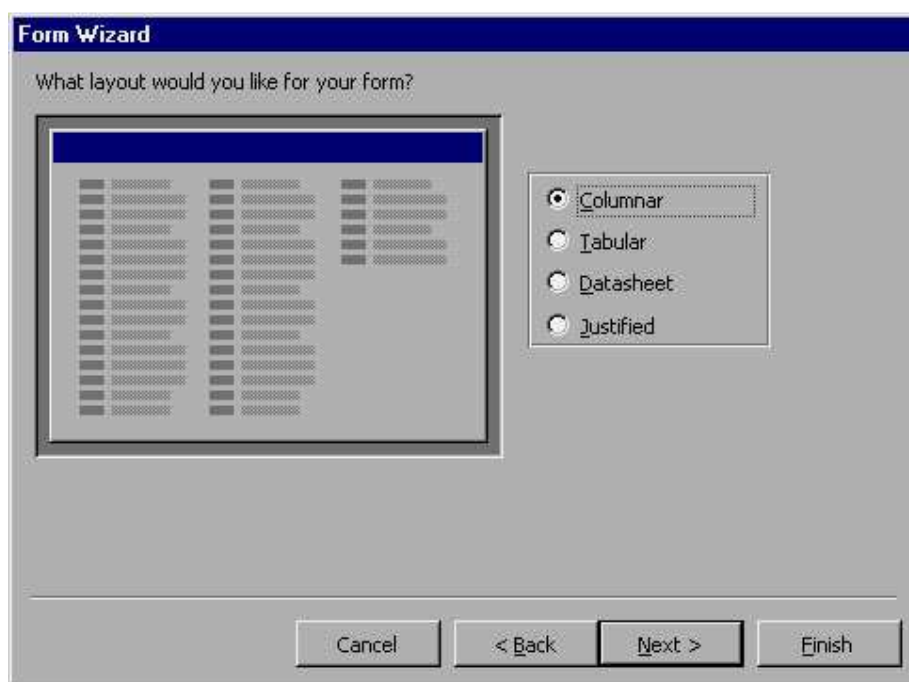 Form Wizard
What layout would you like for your form?
Columnar
Tabular
Datasheet
Justified
Cancel < Back Next > Finish